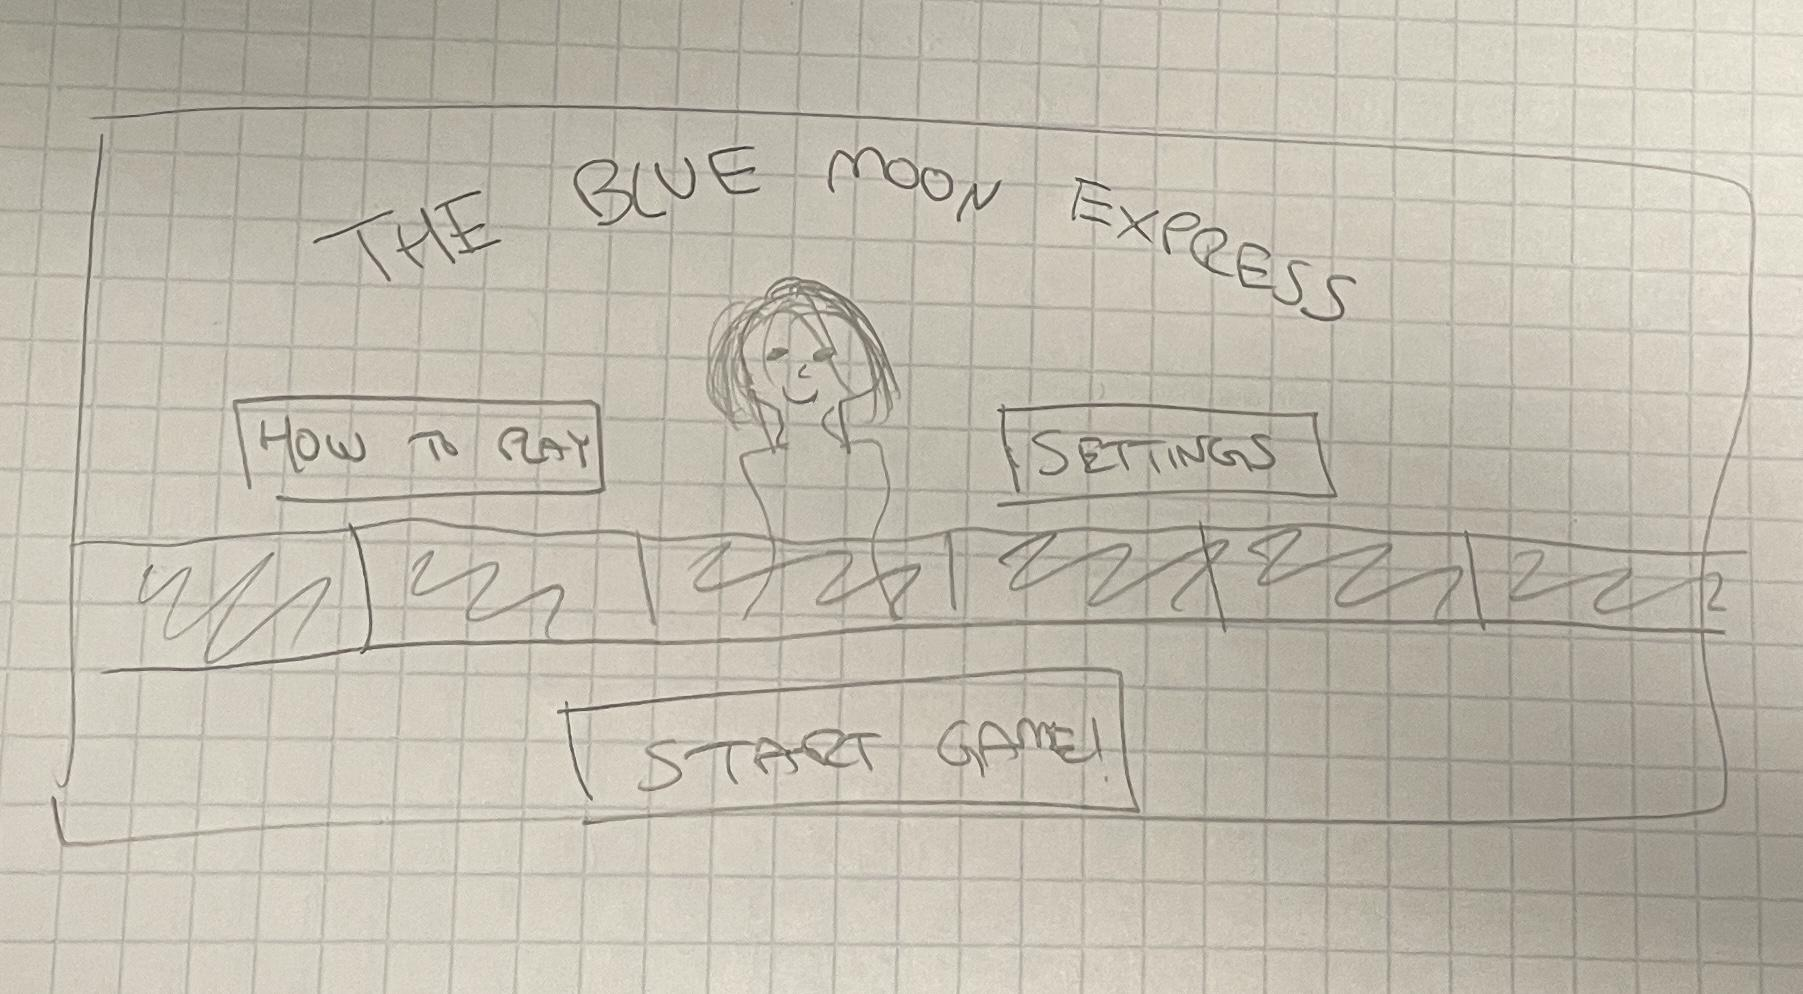 THE BLUE MOON EXPRESS
HOW TO PLAY
SETTINGS
START GAME!